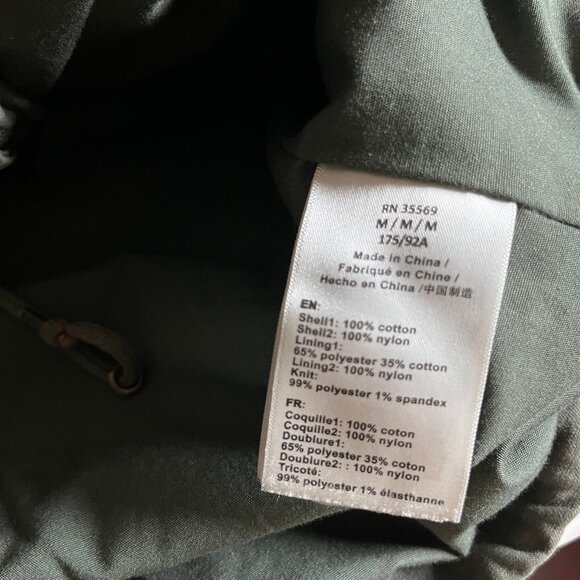 RN 35569
M/M/M
175/92A
Made in China /
Fabriqué en Chine /
Hecho en China /中国制造
EN:
Shell1: 100% cotton
Shell2: 100% nylon
Lining1:
65% polyester 35% cotton
Lining2: 100% nylon
Knit:
99% polyester 1% spandex
FR:
Coquille1: 100% cotton
Coquille2: 100% nylon
Doublure1:
65% polyester 35% cotton
Doublure2: : 100% nylon
Tricoté:
99% polyester 1% élasthanne